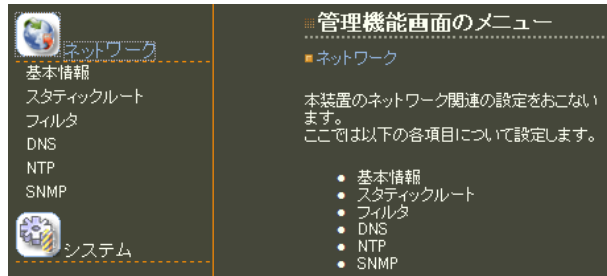 ネットワーク
基本情報
スタティックルート
フィルタ
DNS
NTP
SNMP
システム
管理機能画面のメニュー
ネットワーク
本装置のネットワーク関連の設定をおこない
ます。
ここでは以下の各項目について設定します。
基本情報
スタティックルート
フィルタ
DNS
NTP
SNMP